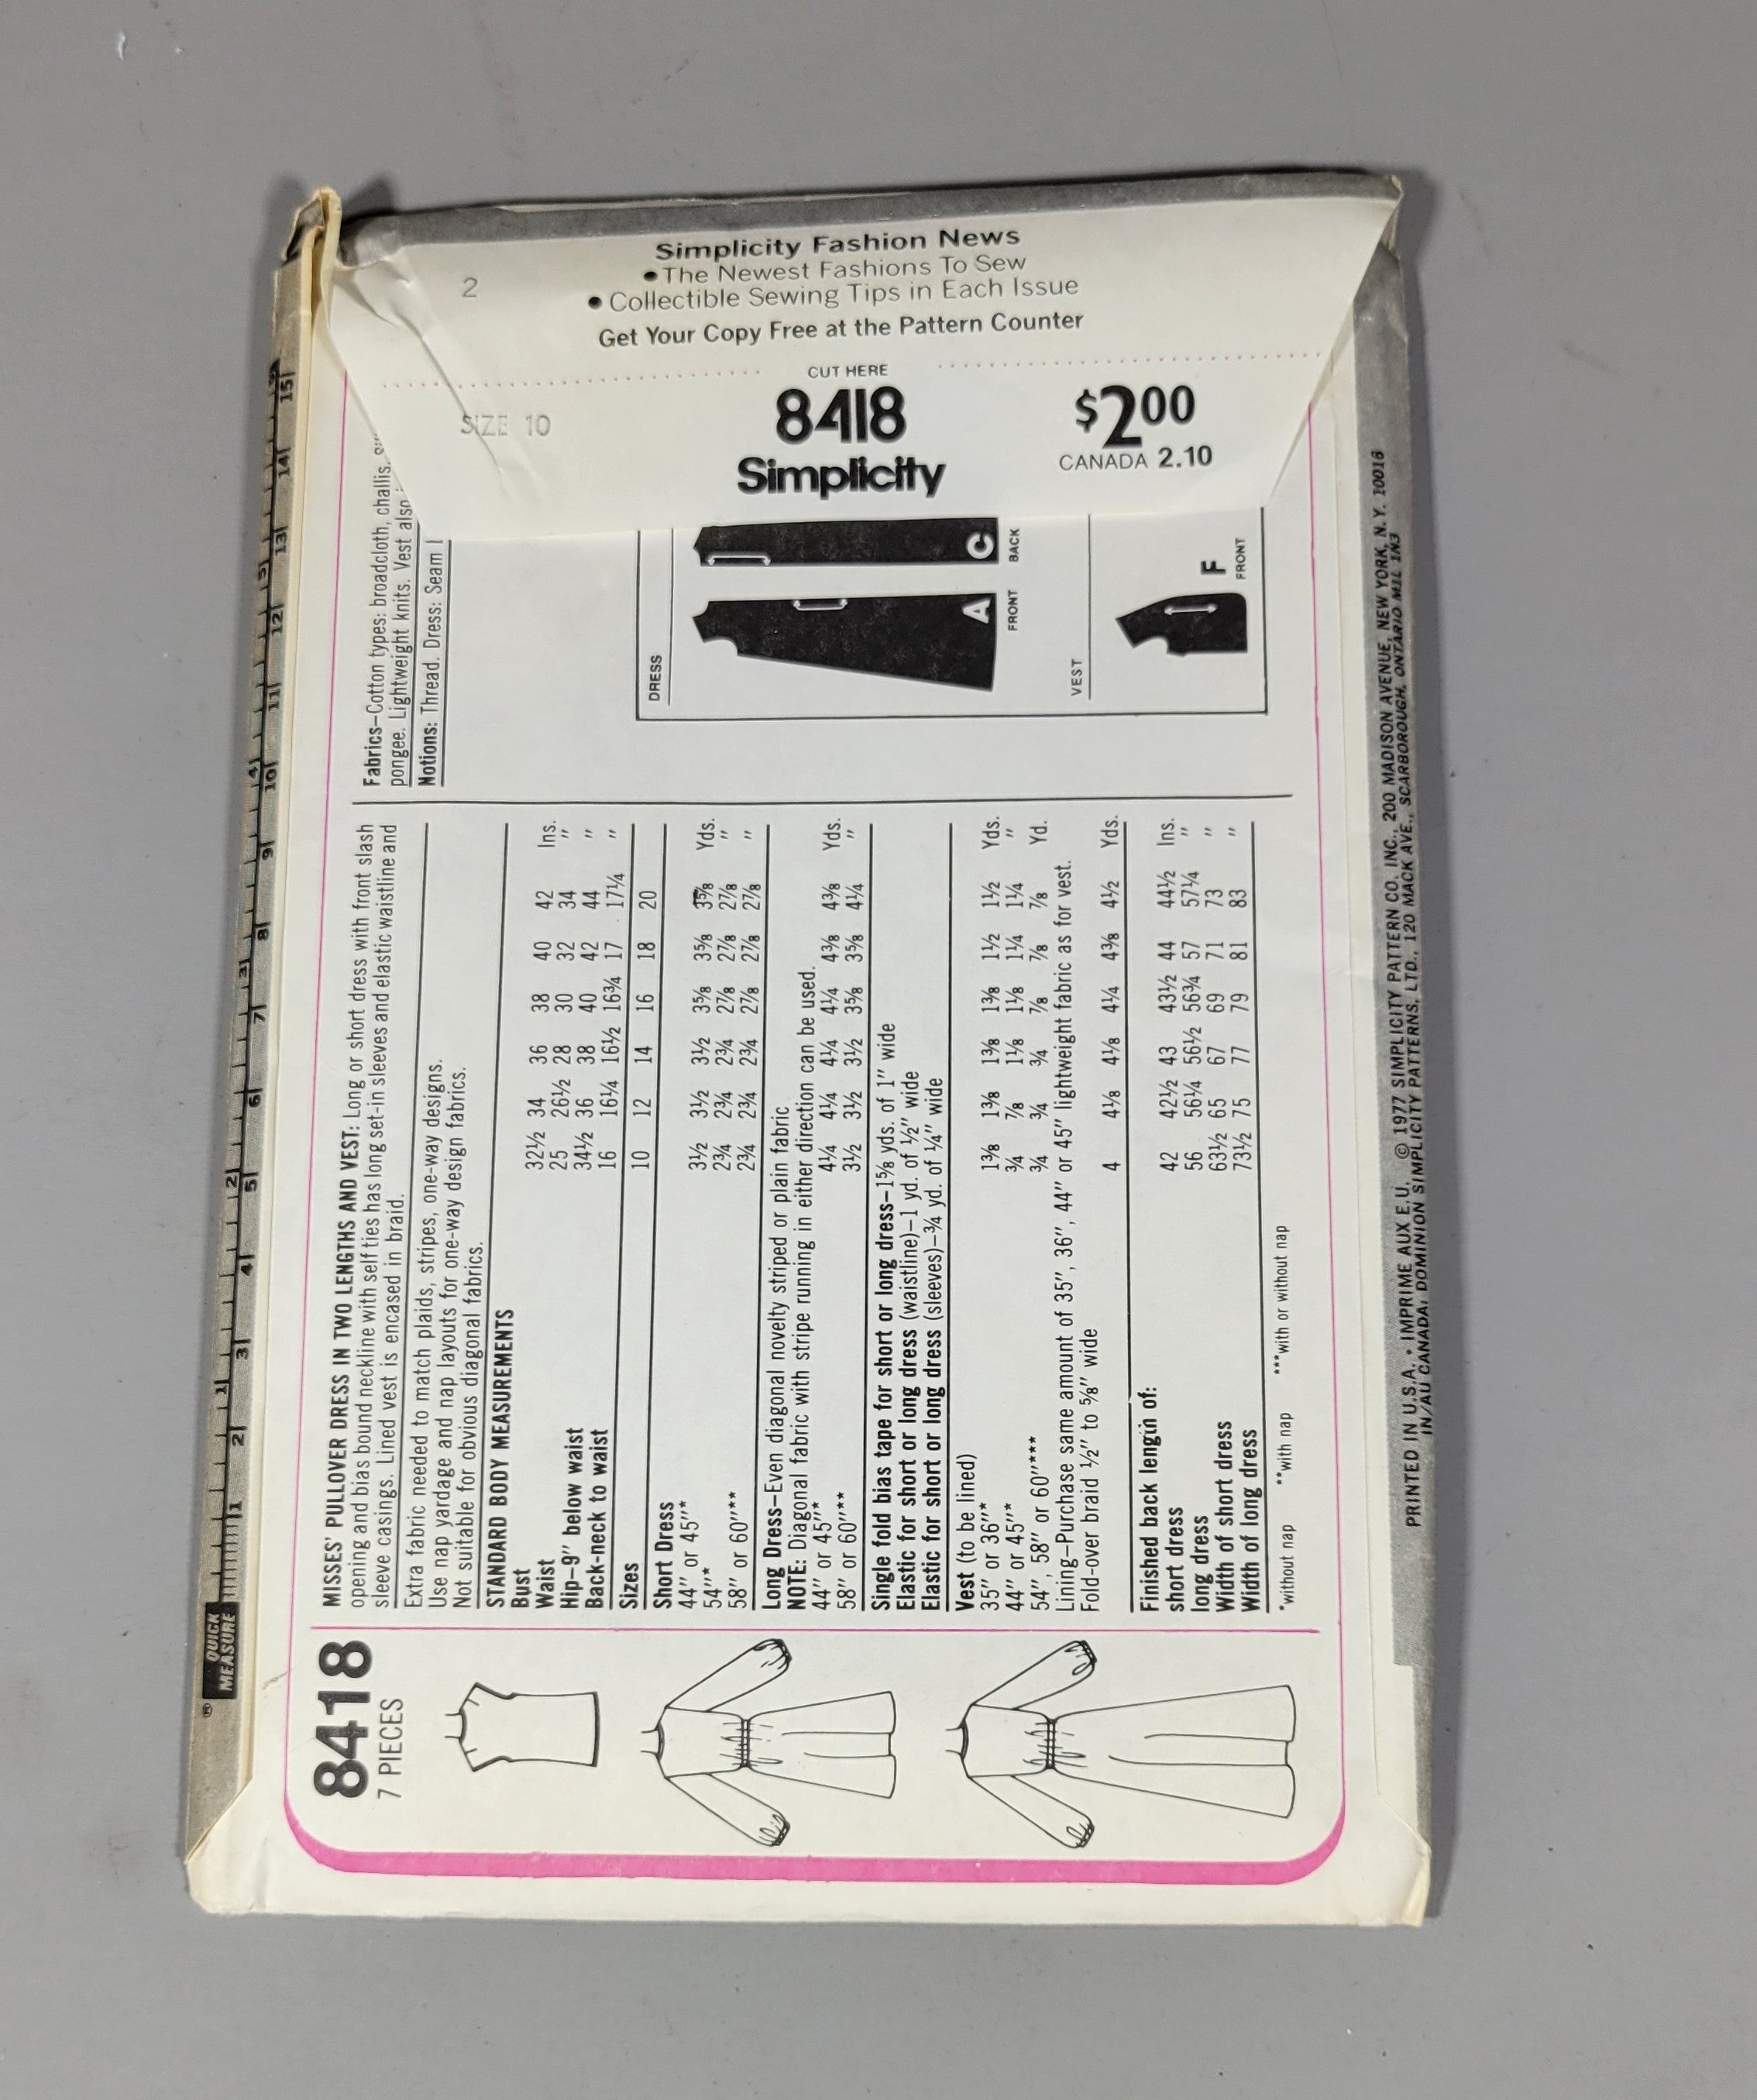 Simplicity Fashion News
• The Newest Fashions To Sew
• Collectible Sewing Tips in Each Issue
Get Your Copy Free at the Pattern Counter
2
CUT HERE
SIZE 10
8418
Simplicity
$2.00
CANADA 2.10
8418
7 PIECES
MISSES' PULLOVER DRESS IN TWO LENGTHS AND VEST: Long or short dress with front slash
opening and bias bound neckline with self ties has long set-in sleeves and elastic waistline and
sleeve casings. Lined vest is encased in braid.
Extra fabric needed to match plaids, stripes, one-way designs.
Use nap yardage and nap layouts for one-way design fabrics.
Not suitable for obvious diagonal fabrics.
STANDARD BODY MEASUREMENTS
Bust 32½ 34 36 38 40 42 Ins.
Waist 25 26½ 28 30 32 34 "
Hip–9" below waist 34½ 36 38 40 42 44 "
Back-neck to waist 16 16¼ 16½ 16¾ 17 17¼ "
Sizes 10 12 14 16 18 20
Short Dress
44" or 45"* 3½ 3½ 3½ 3⅝ 3⅝ 3⅝ Yds.
54"* 2¾ 2¾ 2¾ 2⅞ 2⅞ 2⅞ "
58" or 60"** 2¾ 2¾ 2¾ 2⅞ 2⅞ 2⅞ "
Long Dress–Even diagonal novelty striped or plain fabric
NOTE: Diagonal fabric with stripe running in either direction can be used.
44" or 45"* 4¼ 4¼ 4¼ 4¼ 4⅜ 4⅜ Yds.
58" or 60"** 3½ 3½ 3½ 3⅝ 3⅝ 4¼ "
Single fold bias tape for short or long dress–1⅝ yds. of 1" wide
Elastic for short or long dress (waistline)–1 yd. of ½" wide
Elastic for short or long dress (sleeves)–¾ yd. of ¼" wide
Vest (to be lined)
35" or 36"* 1⅜ 1⅜ 1⅜ 1⅜ 1½ 1½ Yds.
44" or 45"* ¾ ⅞ 1⅛ 1⅛ 1¼ 1¼ "
54", 58" or 60"*** ¾ ¾ ¾ ⅞ ⅞ ⅞ Yd.
Lining–Purchase same amount of 35", 36", 44" or 45" lightweight fabric as for vest.
Fold-over braid ½" to ⅝" wide 4 4⅛ 4⅛ 4¼ 4⅜ 4½ Yds.
Finished back length of:
short dress 42 42½ 43 43½ 44 44½ Ins.
long dress 56 56¼ 56½ 56¾ 57 57¼ "
Width of short dress 63½ 65 67 69 71 73 "
Width of long dress 73½ 75 77 79 81 83 "
*without nap **with nap ***with or without nap
Fabrics–Cotton types: broadcloth, challis,
pongee. Lightweight knits. Vest also
Notions: Thread. Dress: Seam
DRESS
A
FRONT
C
BACK
VEST
F
FRONT
PRINTED IN U.S.A. • IMPRIME AUX E.U. © 1977 SIMPLICITY PATTERN CO. INC., 200 MADISON AVENUE, NEW YORK, N.Y. 10016
IN/AU CANADA: DOMINION SIMPLICITY PATTERNS, LTD., 120 MACK AVE., SCARBOROUGH, ONTARIO M1L 1N3
® QUICK
MEASURE
1 2 3 4 5 6 7 8 9 10 11 12 13 14 15
1 2 3 4 5